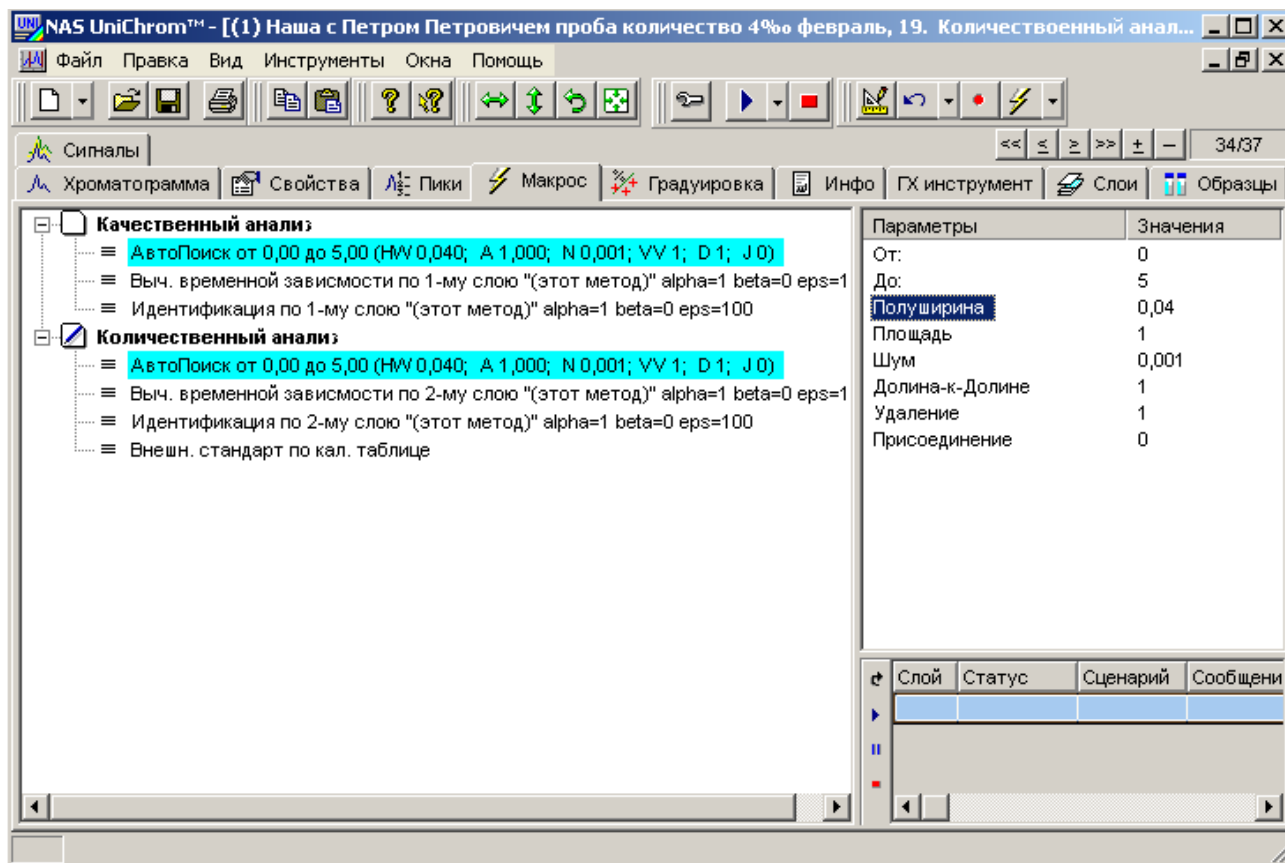 NAS UniChrom™ - [(1) Наша с Петром Петровичем проба количество 4‰ февраль, 19. Количествоенный анал...
Файл Правка Вид Инструменты Окна Помощь
Сигналы
<< ≤ ≥ >> ± – 34/37
Хроматограмма Свойства Пики Макрос Градуировка Инфо ГХ инструмент Слои Образцы
Качественный анализ
АвтоПоиск от 0,00 до 5,00 (HW 0,040; A 1,000; N 0,001; VV 1; D 1; J 0)
Выч. временной зависмости по 1-му слою "(этот метод)" alpha=1 beta=0 eps=1
Идентификация по 1-му слою "(этот метод)" alpha=1 beta=0 eps=100
Количественный анализ
АвтоПоиск от 0,00 до 5,00 (HW 0,040; A 1,000; N 0,001; VV 1; D 1; J 0)
Выч. временной зависмости по 2-му слою "(этот метод)" alpha=1 beta=0 eps=1
Идентификация по 2-му слою "(этот метод)" alpha=1 beta=0 eps=100
Внешн. стандарт по кал. таблице
Параметры Значения
От: 0
До: 5
Полуширина 0,04
Площадь 1
Шум 0,001
Долина-к-Долине 1
Удаление 1
Присоединение 0
Слой Статус Сценарий Сообщени